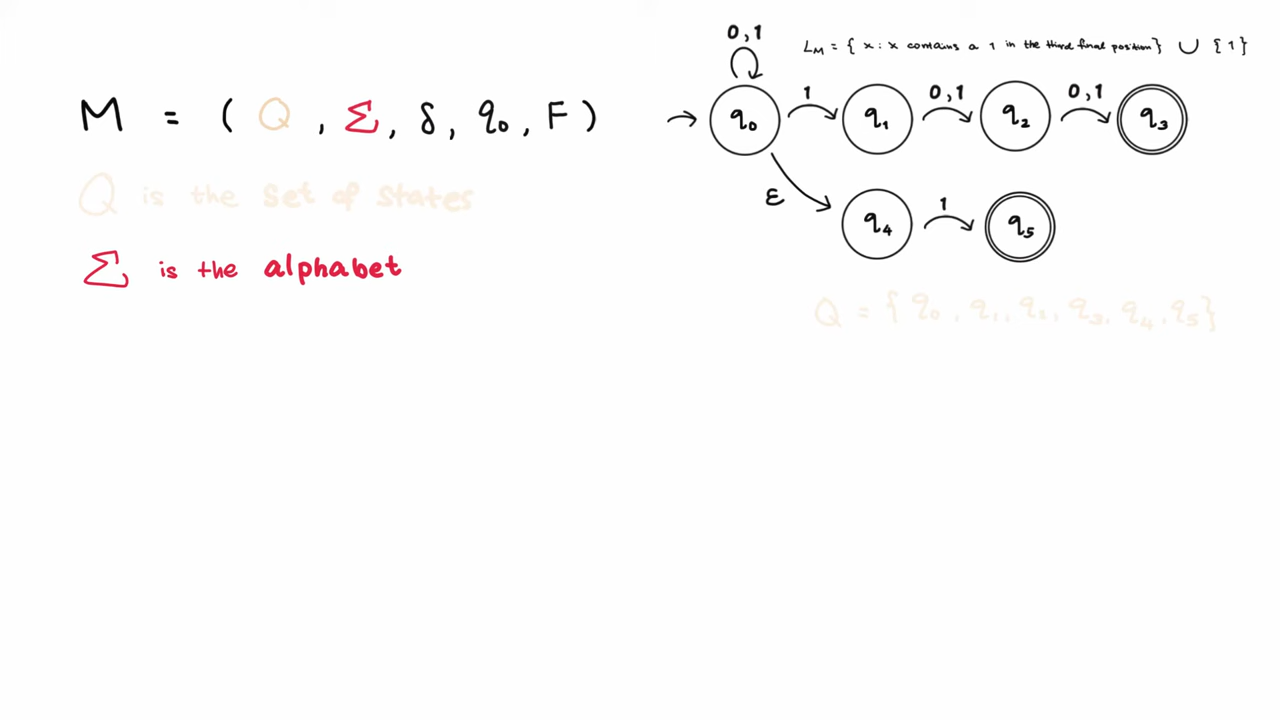 M = ( Q , Σ , δ , q₀ , F )
Q is the set of states
Σ is the alphabet
L_M = { x : x contains a 1 in the third final position } ∪ { 1 }
0,1
q₀ 1 q₁ 0,1 q₂ 0,1 q₃
ε q₄ 1 q₅
Q = { q₀ , q₁ , q₂ , q₃ , q₄ , q₅ }